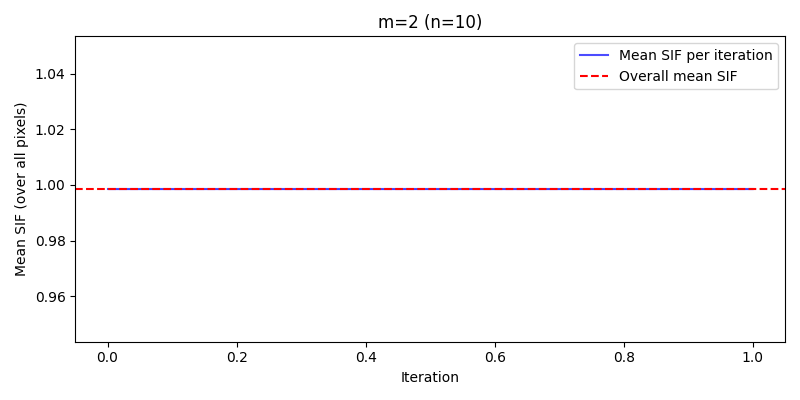 m=2 (n=10)
Mean SIF per iteration
Overall mean SIF
Mean SIF (over all pixels)
1.04
1.02
1.00
0.98
0.96
0.0 0.2 0.4 0.6 0.8 1.0
Iteration